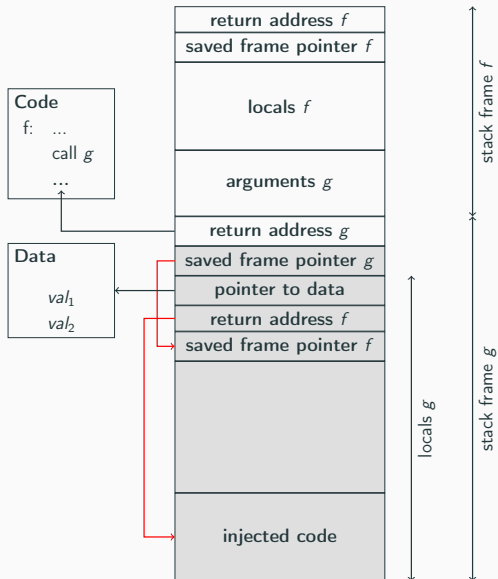 return address f
saved frame pointer f
locals f
arguments g
return address g
saved frame pointer g
pointer to data
return address f
saved frame pointer f
injected code
Code
f: ...
call g
...
Data
val1
val2
stack frame f
locals g
stack frame g